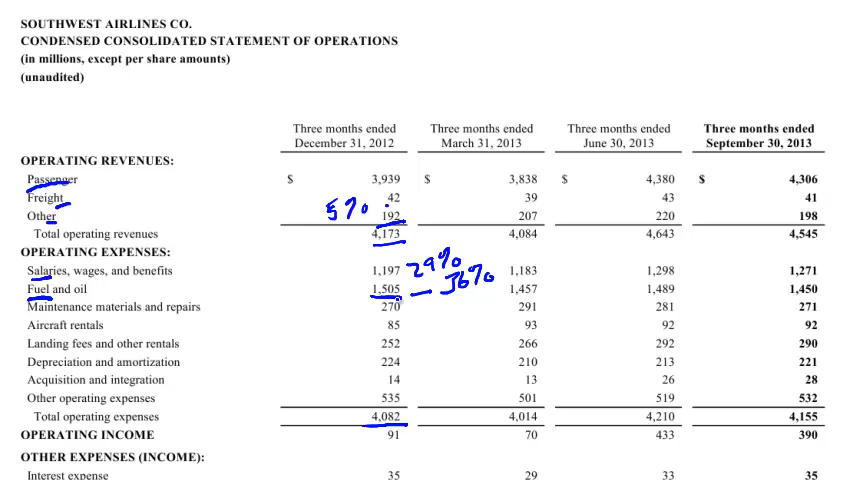 SOUTHWEST AIRLINES CO.
CONDENSED CONSOLIDATED STATEMENT OF OPERATIONS
(in millions, except per share amounts)
(unaudited)
Three months ended Three months ended Three months ended Three months ended
December 31, 2012 March 31, 2013 June 30, 2013 September 30, 2013
OPERATING REVENUES:
Passenger $ 3,939 $ 3,838 $ 4,380 $ 4,306
Freight 42 39 43 41
Other 5% 192 207 220 198
Total operating revenues 4,173 4,084 4,643 4,545
OPERATING EXPENSES:
Salaries, wages, and benefits 1,197 29% 1,183 1,298 1,271
Fuel and oil 1,505 — 36% 1,457 1,489 1,450
Maintenance materials and repairs 270 291 281 271
Aircraft rentals 85 93 92 92
Landing fees and other rentals 252 266 292 290
Depreciation and amortization 224 210 213 221
Acquisition and integration 14 13 26 28
Other operating expenses 535 501 519 532
Total operating expenses 4,082 4,014 4,210 4,155
OPERATING INCOME 91 70 433 390
OTHER EXPENSES (INCOME):
Interest expense 35 29 33 35